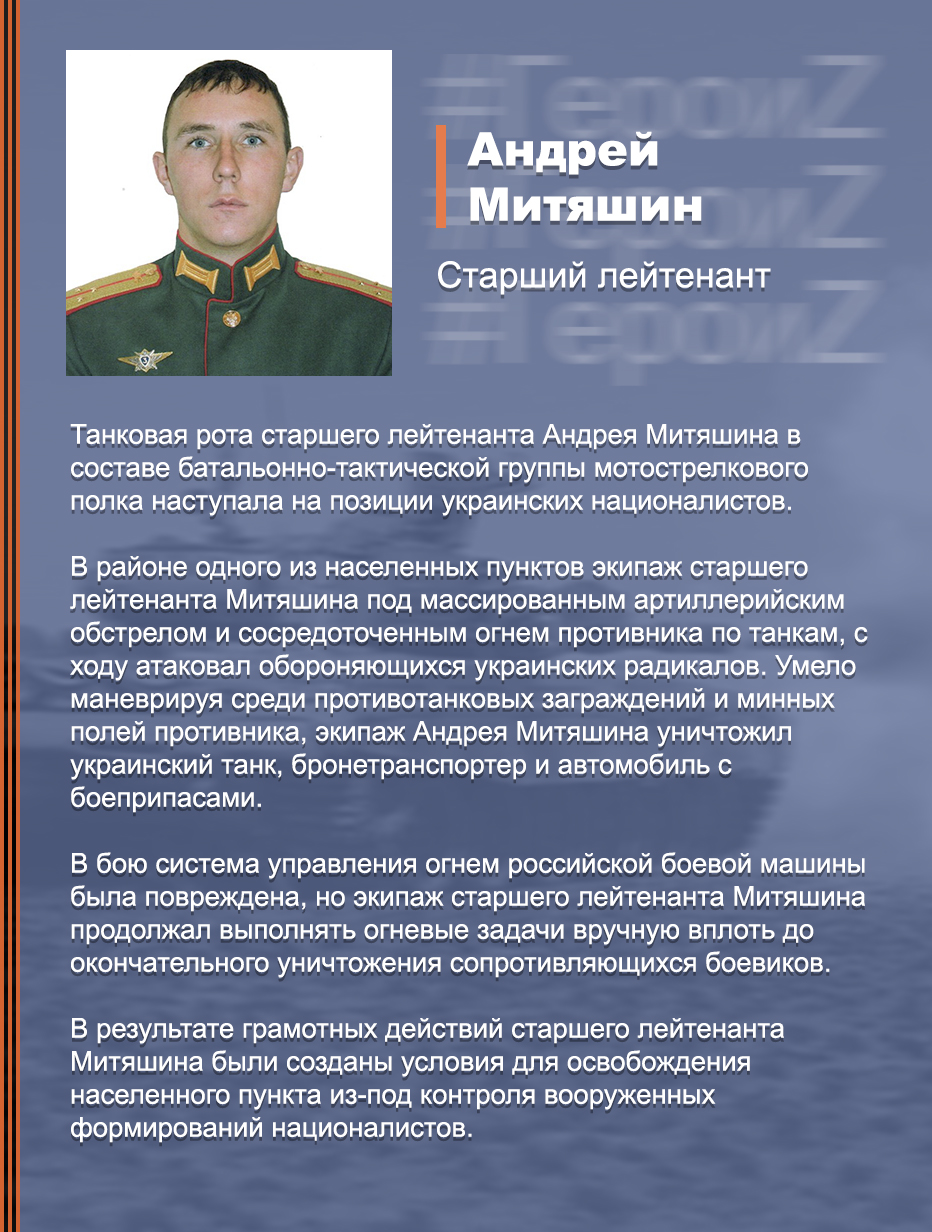 #ГероиZ
#ГероиZ
#ГероиZ
Андрей
Митяшин
Старший лейтенант
Танковая рота старшего лейтенанта Андрея Митяшина в
составе батальонно-тактической группы мотострелкового
полка наступала на позиции украинских националистов.
В районе одного из населенных пунктов экипаж старшего
лейтенанта Митяшина под массированным артиллерийским
обстрелом и сосредоточенным огнем противника по танкам, с
ходу атаковал обороняющихся украинских радикалов. Умело
маневрируя среди противотанковых заграждений и минных
полей противника, экипаж Андрея Митяшина уничтожил
украинский танк, бронетранспортер и автомобиль с
боеприпасами.
В бою система управления огнем российской боевой машины
была повреждена, но экипаж старшего лейтенанта Митяшина
продолжал выполнять огневые задачи вручную вплоть до
окончательного уничтожения сопротивляющихся боевиков.
В результате грамотных действий старшего лейтенанта
Митяшина были созданы условия для освобождения
населенного пункта из-под контроля вооруженных
формирований националистов.